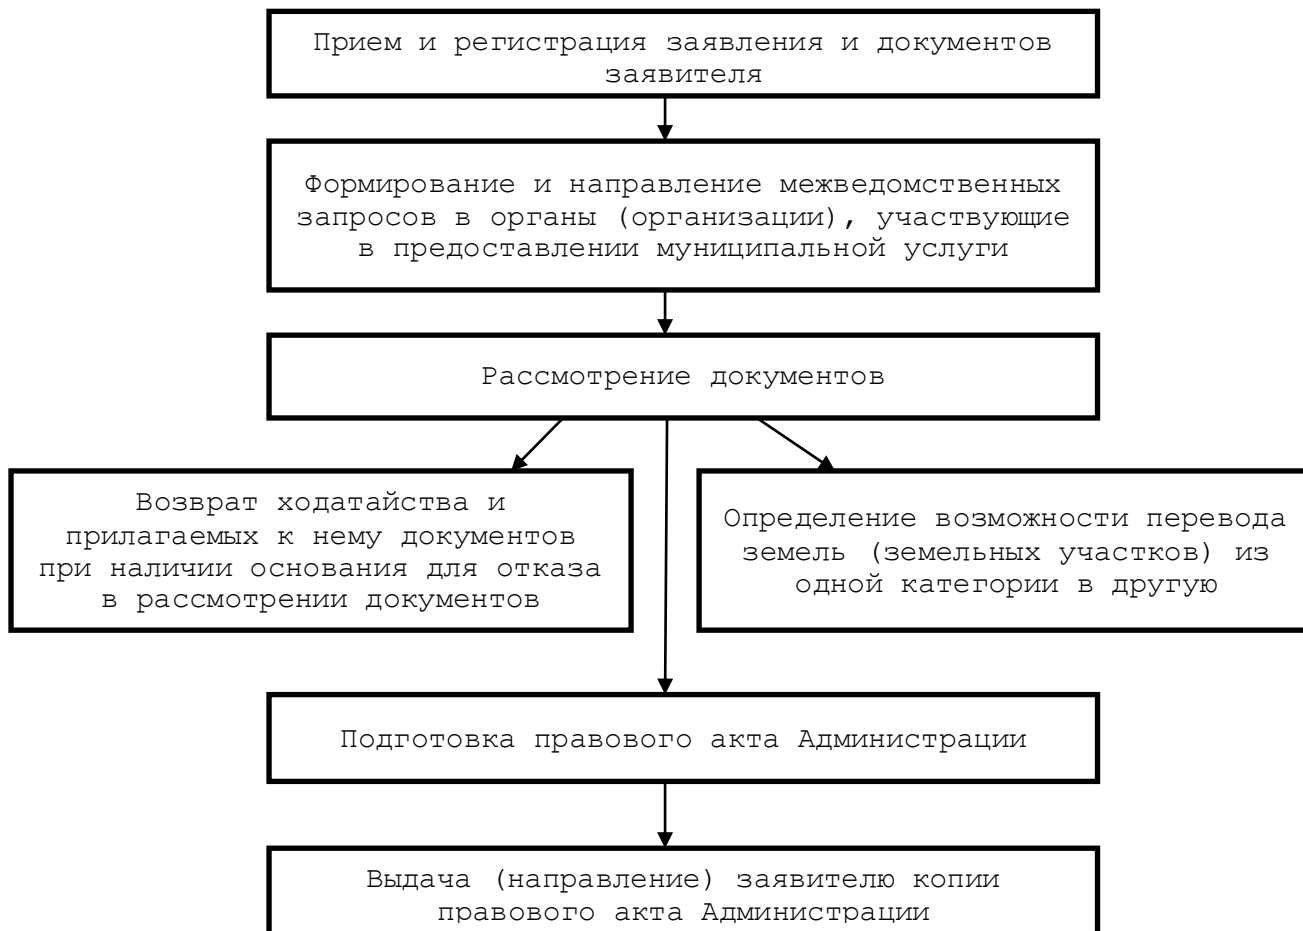 Прием и регистрация заявления и документов
заявителя
Формирование и направление межведомственных
запросов в органы (организации), участвующие
в предоставлении муниципальной услуги
Рассмотрение документов
Возврат ходатайства и
прилагаемых к нему документов
при наличии основания для отказа
в рассмотрении документов
Определение возможности перевода
земель (земельных участков) из
одной категории в другую
Подготовка правового акта Администрации
Выдача (направление) заявителю копии
правового акта Администрации